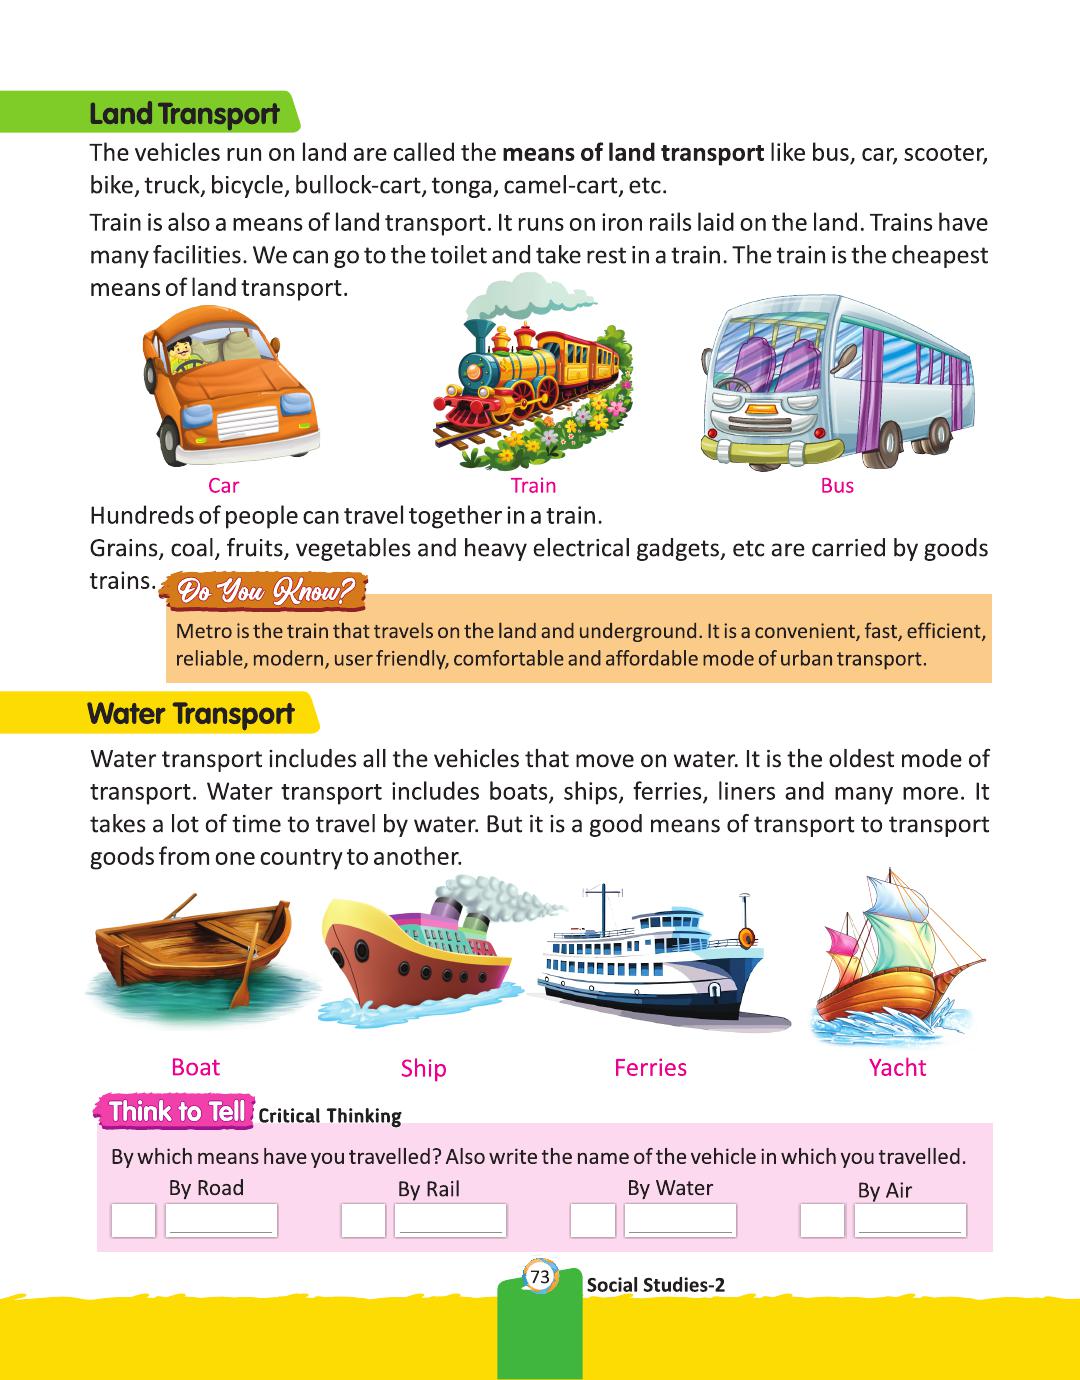 Land Transport
The vehicles run on land are called the means of land transport like bus, car, scooter,
bike, truck, bicycle, bullock-cart, tonga, camel-cart, etc.
Train is also a means of land transport. It runs on iron rails laid on the land. Trains have
many facilities. We can go to the toilet and take rest in a train. The train is the cheapest
means of land transport.
Car
Train
Bus
Hundreds of people can travel together in a train.
Grains, coal, fruits, vegetables and heavy electrical gadgets, etc are carried by goods
trains.
Do You Know?
Metro is the train that travels on the land and underground. It is a convenient, fast, efficient,
reliable, modern, user friendly, comfortable and affordable mode of urban transport.
Water Transport
Water transport includes all the vehicles that move on water. It is the oldest mode of
transport. Water transport includes boats, ships, ferries, liners and many more. It
takes a lot of time to travel by water. But it is a good means of transport to transport
goods from one country to another.
Boat
Ship
Ferries
Yacht
Think to Tell Critical Thinking
By which means have you travelled? Also write the name of the vehicle in which you travelled.
By Road
By Rail
By Water
By Air
73
Social Studies-2